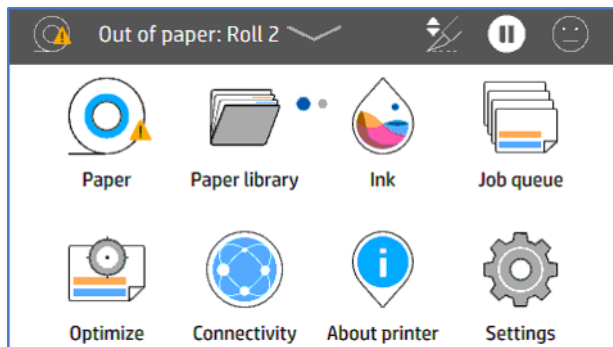 Out of paper: Roll 2
Paper
Paper library
Ink
Job queue
Optimize
Connectivity
About printer
Settings